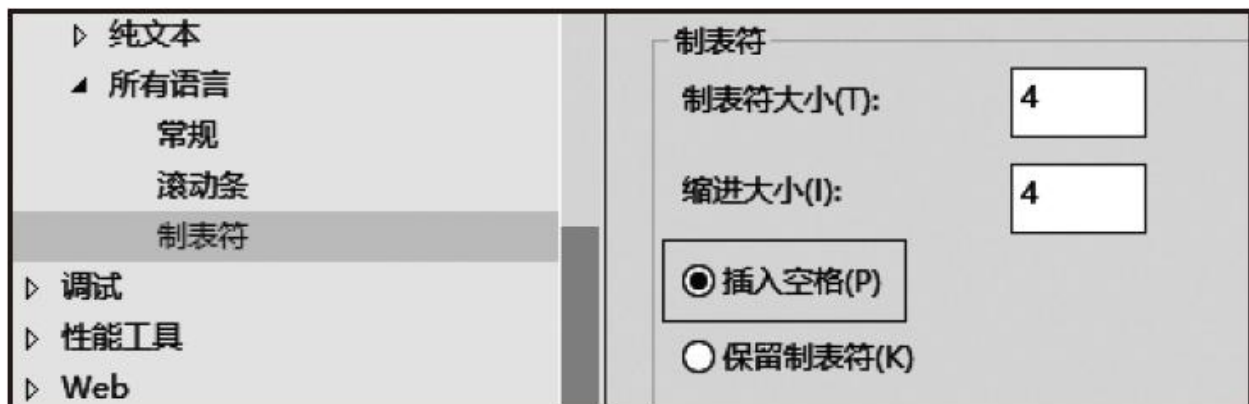 纯文本
所有语言
常规
滚动条
制表符
调试
性能工具
Web
制表符
制表符大小(T):
4
缩进大小(I):
4
插入空格(P)
保留制表符(K)